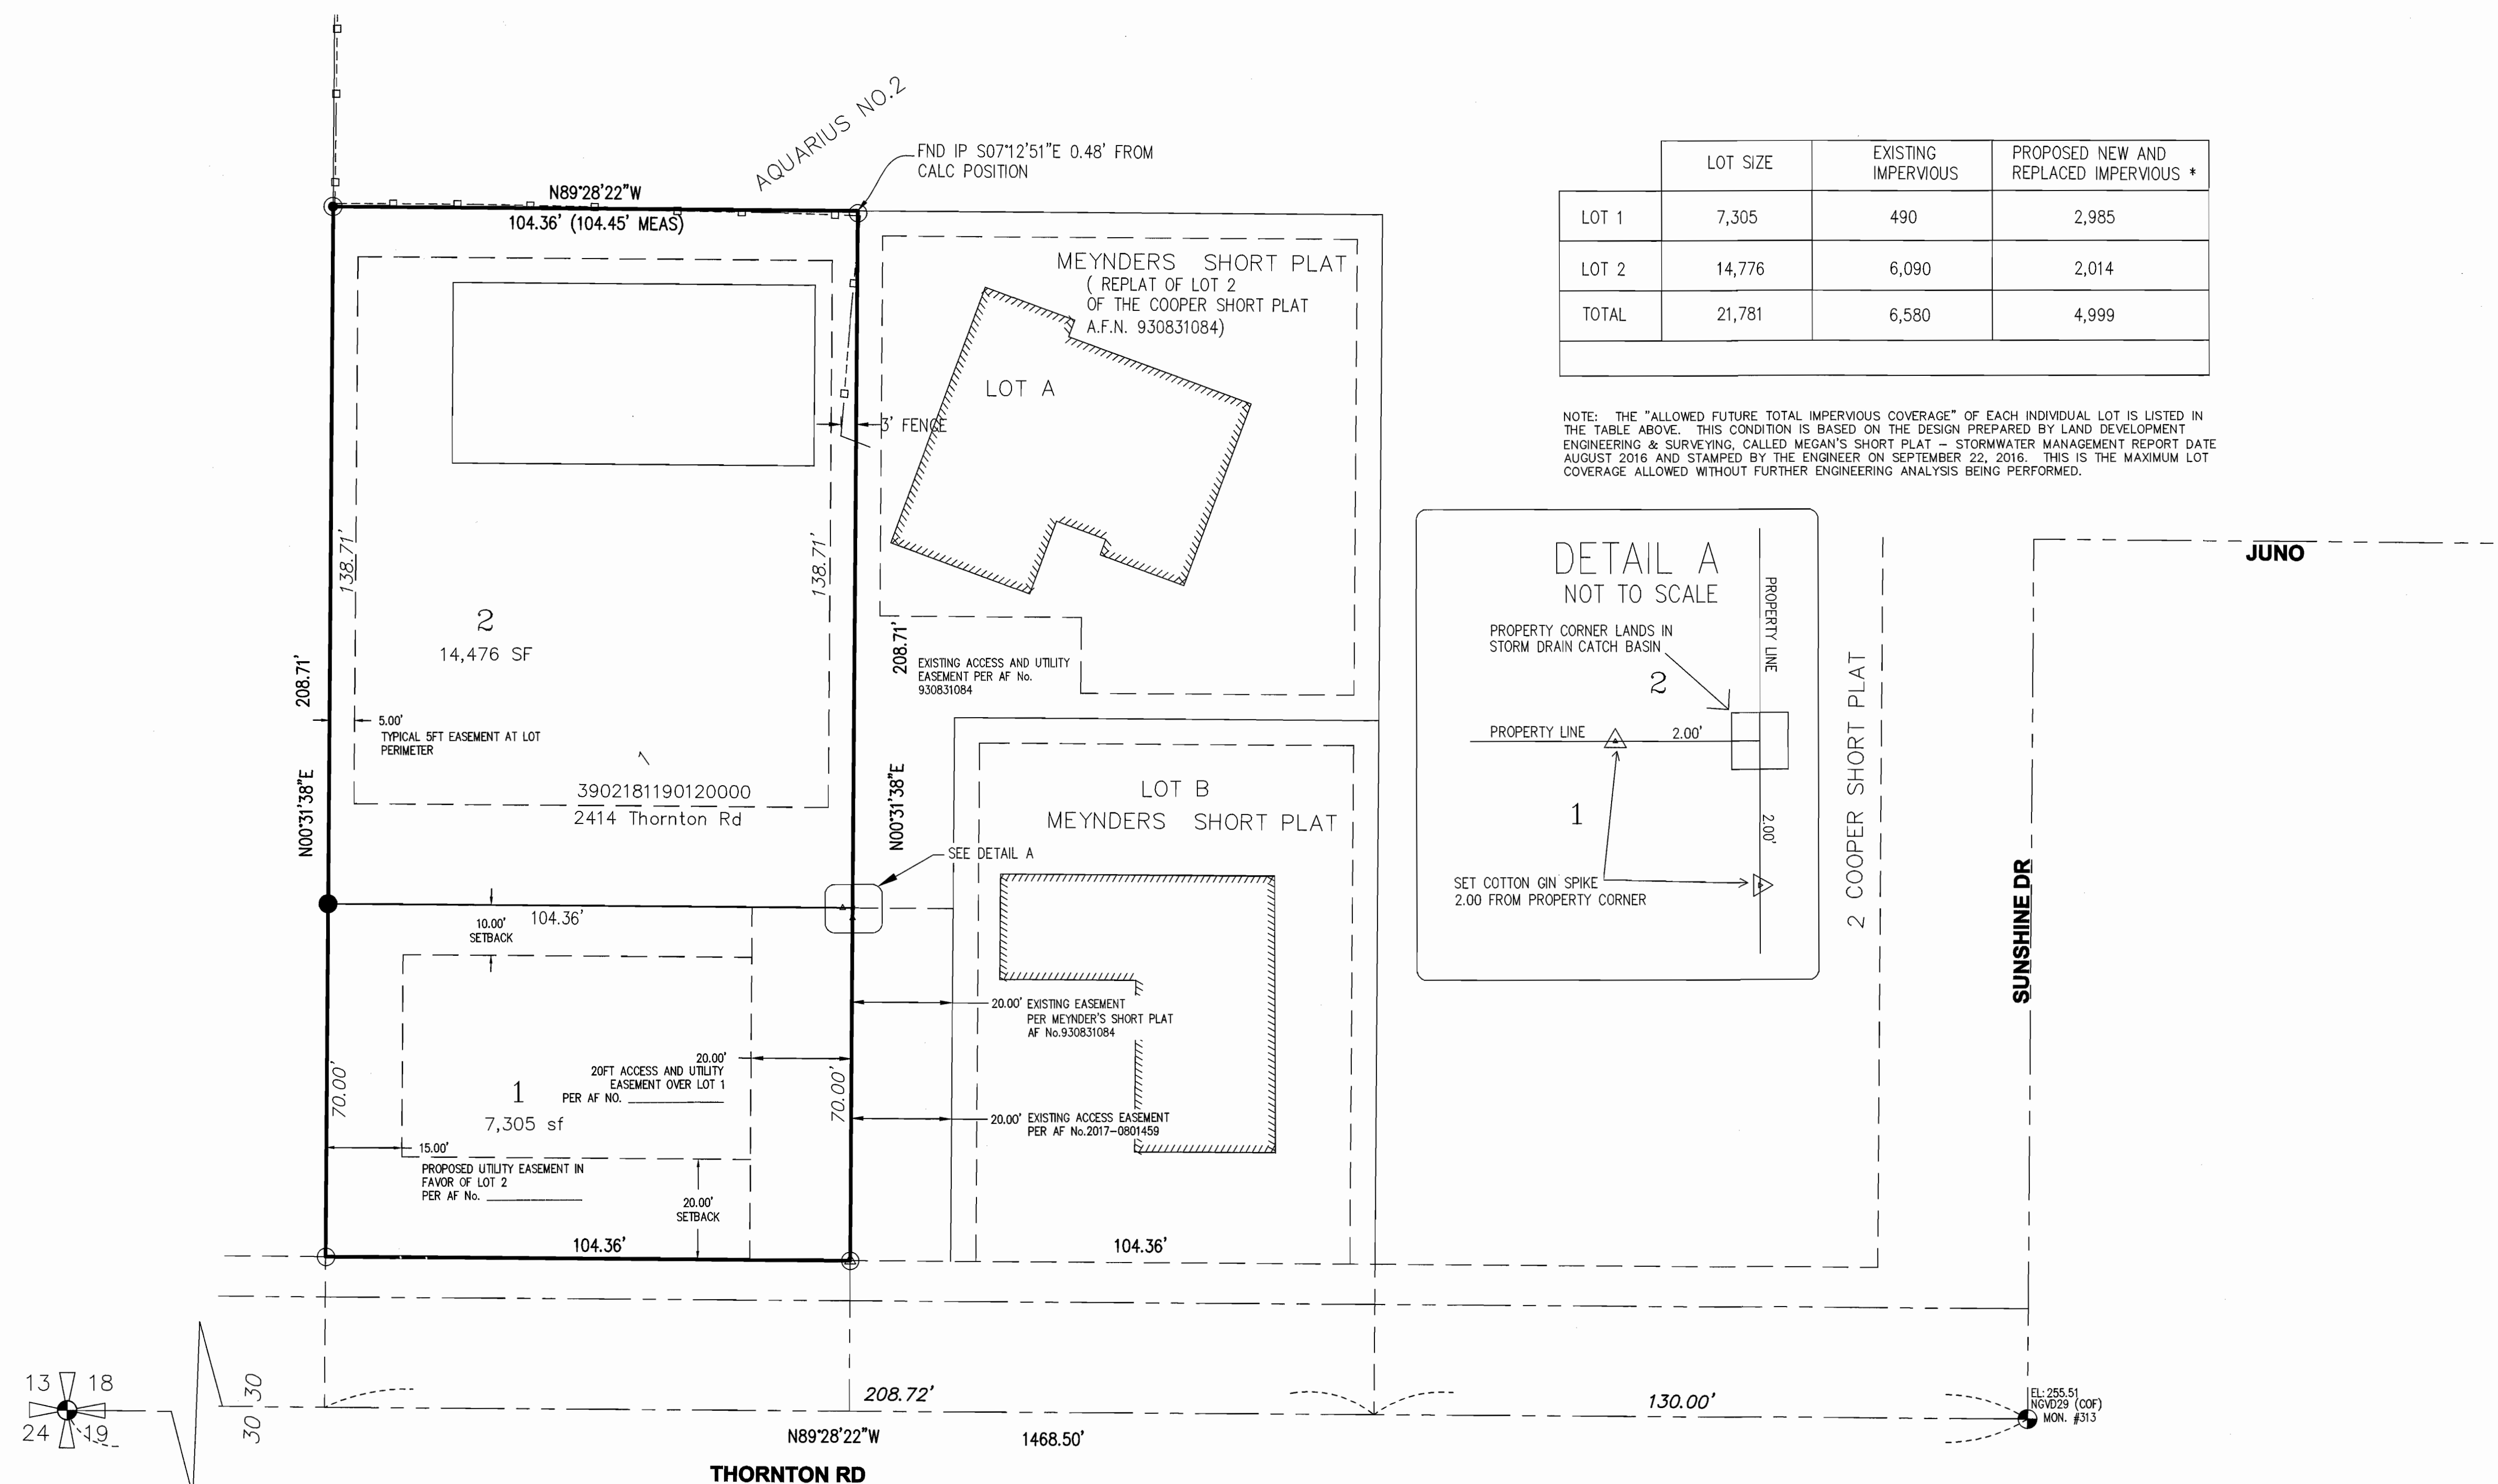 AQUARIUS NO.2
FND IP S07°12'51"E 0.48' FROM
CALC POSITION
N89°28'22"W
104.36' (104.45' MEAS)
MEYNDERS SHORT PLAT
( REPLAT OF LOT 2
OF THE COOPER SHORT PLAT
A.F.N. 930831084)
LOT A
3' FENCE
138.71'
138.71'
2
14,476 SF
208.71'
208.71'
EXISTING ACCESS AND UTILITY
EASEMENT PER AF No.
930831084
5.00'
TYPICAL 5FT EASEMENT AT LOT
PERIMETER
N00°31'38"E
N00°31'38"E
3902181190120000
2414 Thornton Rd
LOT B
MEYNDERS SHORT PLAT
SEE DETAIL A
104.36'
10.00'
SETBACK
20.00' EXISTING EASEMENT
PER MEYNDER'S SHORT PLAT
AF No.930831084
20.00'
20FT ACCESS AND UTILITY
EASEMENT OVER LOT 1
PER AF NO. ____________
70.00'
70.00'
1
7,305 sf
20.00' EXISTING ACCESS EASEMENT
PER AF No.2017-0801459
15.00'
PROPOSED UTILITY EASEMENT IN
FAVOR OF LOT 2
PER AF No. ____________
20.00'
SETBACK
104.36'
104.36'
LOT SIZE
EXISTING
IMPERVIOUS
PROPOSED NEW AND
REPLACED IMPERVIOUS *
LOT 1 7,305 490 2,985
LOT 2 14,776 6,090 2,014
TOTAL 21,781 6,580 4,999
NOTE: THE "ALLOWED FUTURE TOTAL IMPERVIOUS COVERAGE" OF EACH INDIVIDUAL LOT IS LISTED IN
THE TABLE ABOVE. THIS CONDITION IS BASED ON THE DESIGN PREPARED BY LAND DEVELOPMENT
ENGINEERING & SURVEYING, CALLED MEGAN'S SHORT PLAT – STORMWATER MANAGEMENT REPORT DATE
AUGUST 2016 AND STAMPED BY THE ENGINEER ON SEPTEMBER 22, 2016. THIS IS THE MAXIMUM LOT
COVERAGE ALLOWED WITHOUT FURTHER ENGINEERING ANALYSIS BEING PERFORMED.
DETAIL A
NOT TO SCALE
PROPERTY LINE
PROPERTY CORNER LANDS IN
STORM DRAIN CATCH BASIN
2
PROPERTY LINE
2.00'
1
2.00'
SET COTTON GIN SPIKE
2.00 FROM PROPERTY CORNER
2 COOPER SHORT PLAT
JUNO
SUNSHINE DR
13 18
24 19
30
30
208.72'
130.00'
EL: 255.51
NGVD29 (COF)
MON. #313
N89°28'22"W
1468.50'
THORNTON RD